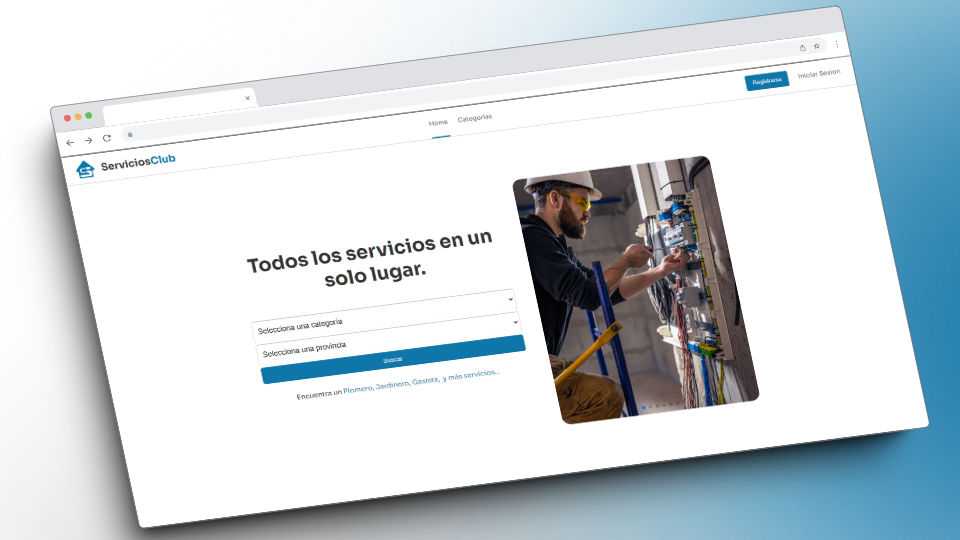 Registrarse
Iniciar Sesion
Home
Categorías
ServiciosClub
Todos los servicios en un
solo lugar.
Selecciona una categoría
Selecciona una provincia
Buscar
Encuentra un Plomero, Jardinero, Gasista, y más servicios...